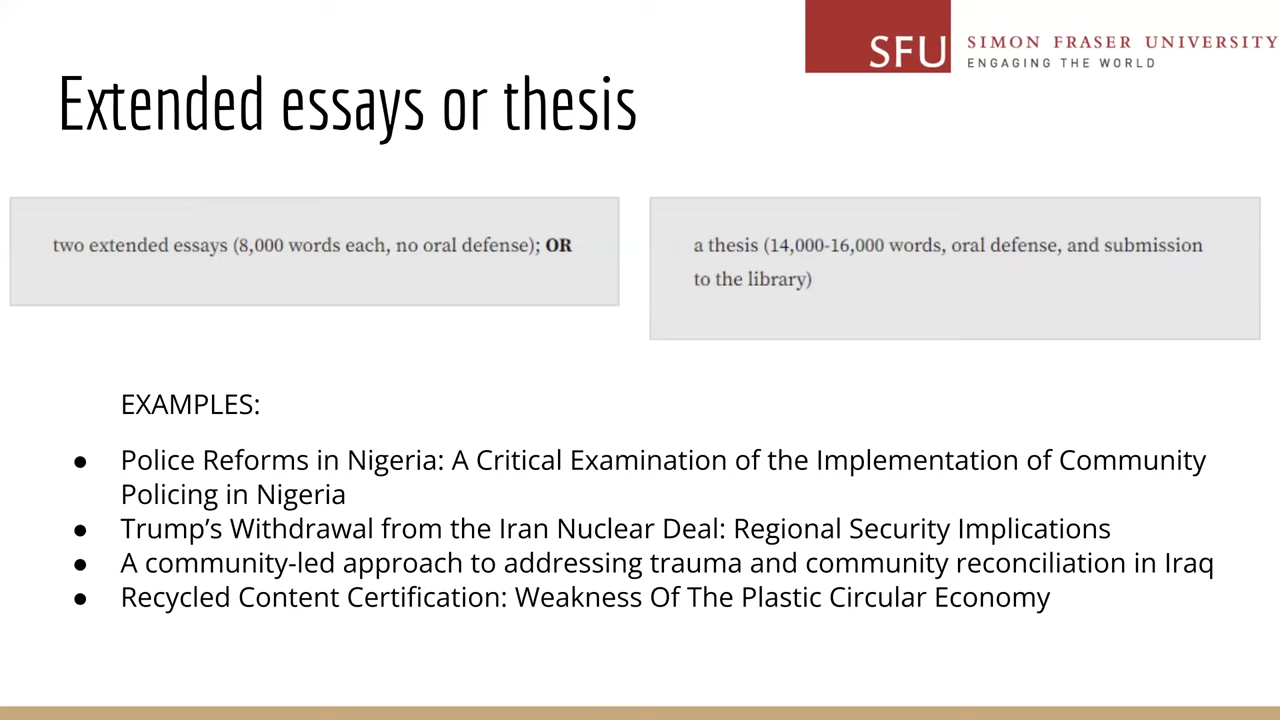 SFU SIMON FRASER UNIVERSITY
ENGAGING THE WORLD
Extended essays or thesis
two extended essays (8,000 words each, no oral defense); OR
a thesis (14,000-16,000 words, oral defense, and submission
to the library)
EXAMPLES:
● Police Reforms in Nigeria: A Critical Examination of the Implementation of Community
Policing in Nigeria
● Trump’s Withdrawal from the Iran Nuclear Deal: Regional Security Implications
● A community-led approach to addressing trauma and community reconciliation in Iraq
● Recycled Content Certification: Weakness Of The Plastic Circular Economy